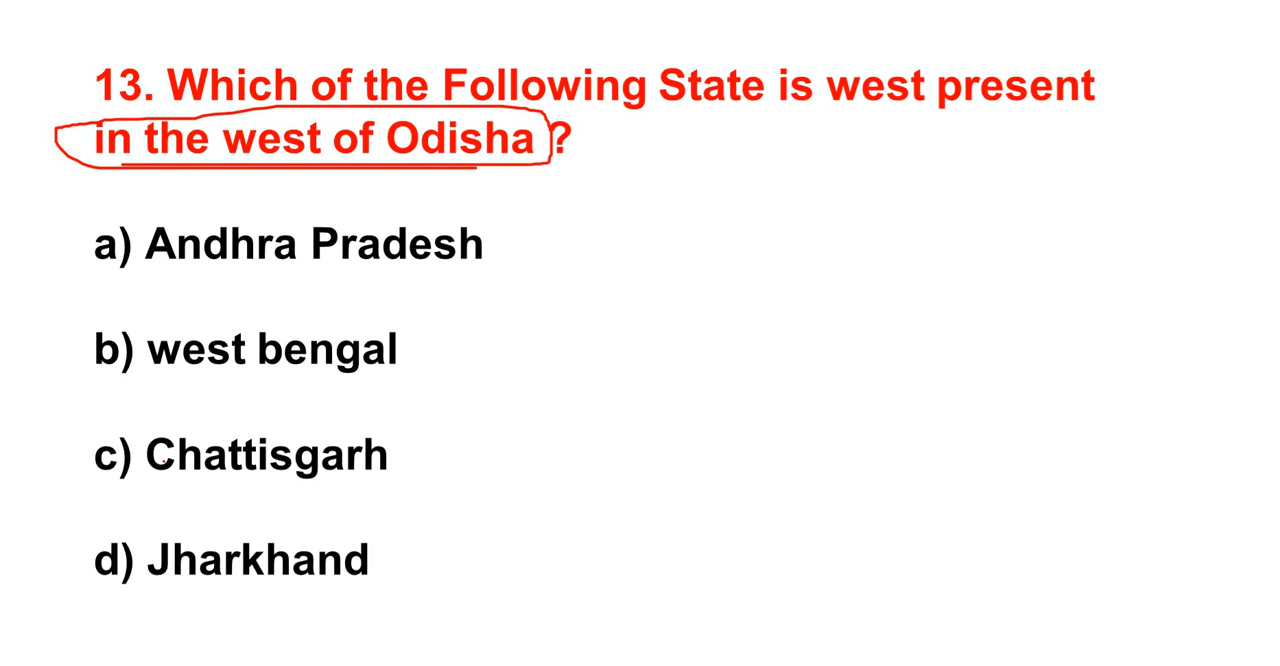 13. Which of the Following State is west present
in the west of Odisha ?
a) Andhra Pradesh
b) west bengal
c) Chattisgarh
d) Jharkhand